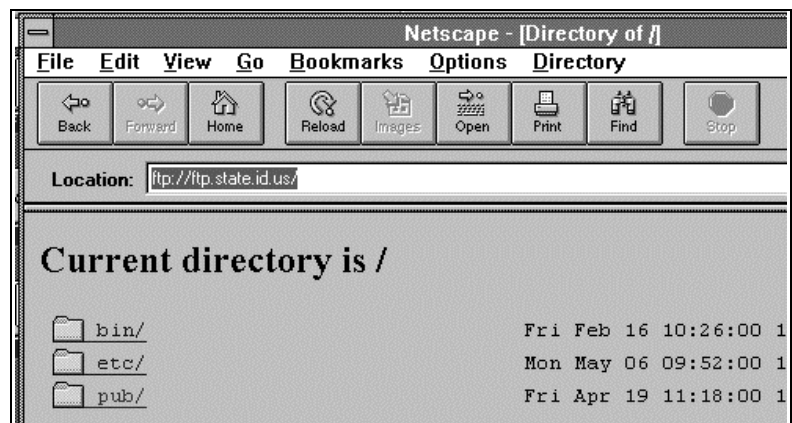 Netscape - [Directory of /]
File Edit View Go Bookmarks Options Directory
Back Forward Home Reload Images Open Print Find Stop
Location: ftp://ftp.state.id.us/
Current directory is /
bin/ Fri Feb 16 10:26:00 1
etc/ Mon May 06 09:52:00 1
pub/ Fri Apr 19 11:18:00 1